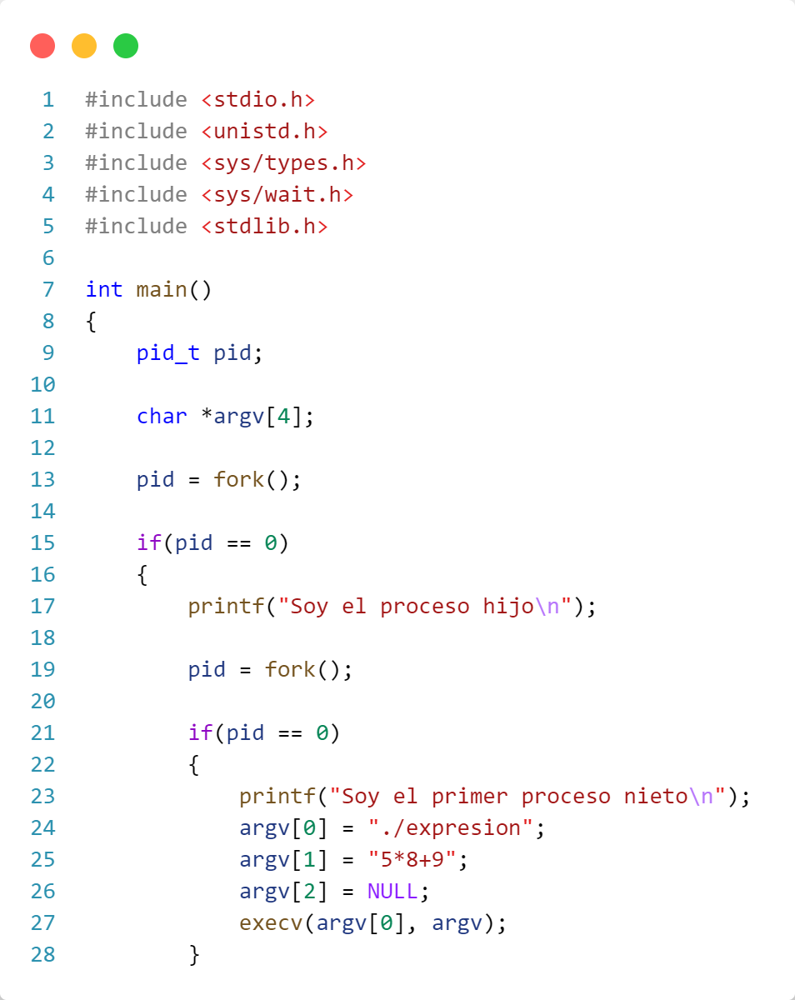 1 #include <stdio.h>
2 #include <unistd.h>
3 #include <sys/types.h>
4 #include <sys/wait.h>
5 #include <stdlib.h>
6
7 int main()
8 {
9     pid_t pid;
10
11     char *argv[4];
12
13     pid = fork();
14
15     if(pid == 0)
16     {
17         printf("Soy el proceso hijo\n");
18
19         pid = fork();
20
21         if(pid == 0)
22         {
23             printf("Soy el primer proceso nieto\n");
24             argv[0] = "./expresion";
25             argv[1] = "5*8+9";
26             argv[2] = NULL;
27             execv(argv[0], argv);
28         }